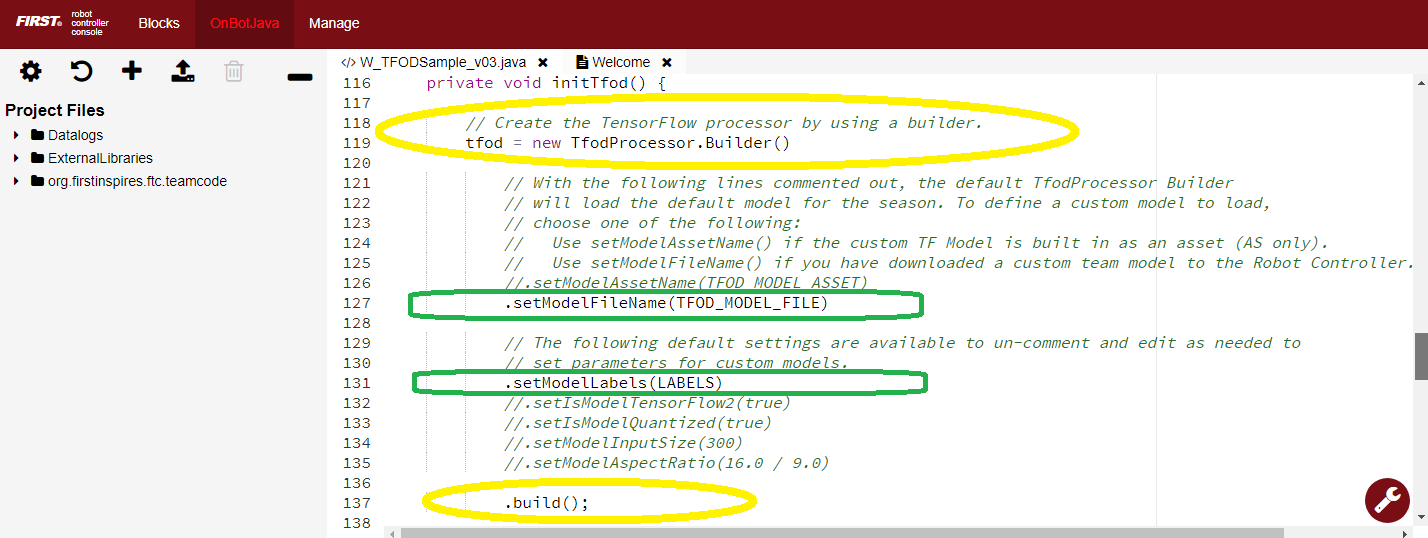 FIRST® robot controller console Blocks OnBotJava Manage
W_TFODSample_v03.java Welcome
Project Files
Datalogs
ExternalLibraries
org.firstinspires.ftc.teamcode
116 private void initTfod() {
117
118 // Create the TensorFlow processor by using a builder.
119 tfod = new TfodProcessor.Builder()
120
121 // With the following lines commented out, the default TfodProcessor Builder
122 // will load the default model for the season. To define a custom model to load,
123 // choose one of the following:
124 //   Use setModelAssetName() if the custom TF Model is built in as an asset (AS only).
125 //   Use setModelFileName() if you have downloaded a custom team model to the Robot Controller.
126 //.setModelAssetName(TFOD_MODEL_ASSET)
127 .setModelFileName(TFOD_MODEL_FILE)
128
129 // The following default settings are available to un-comment and edit as needed to
130 // set parameters for custom models.
131 .setModelLabels(LABELS)
132 //.setIsModelTensorFlow2(true)
133 //.setIsModelQuantized(true)
134 //.setModelInputSize(300)
135 //.setModelAspectRatio(16.0 / 9.0)
136
137 .build();
138